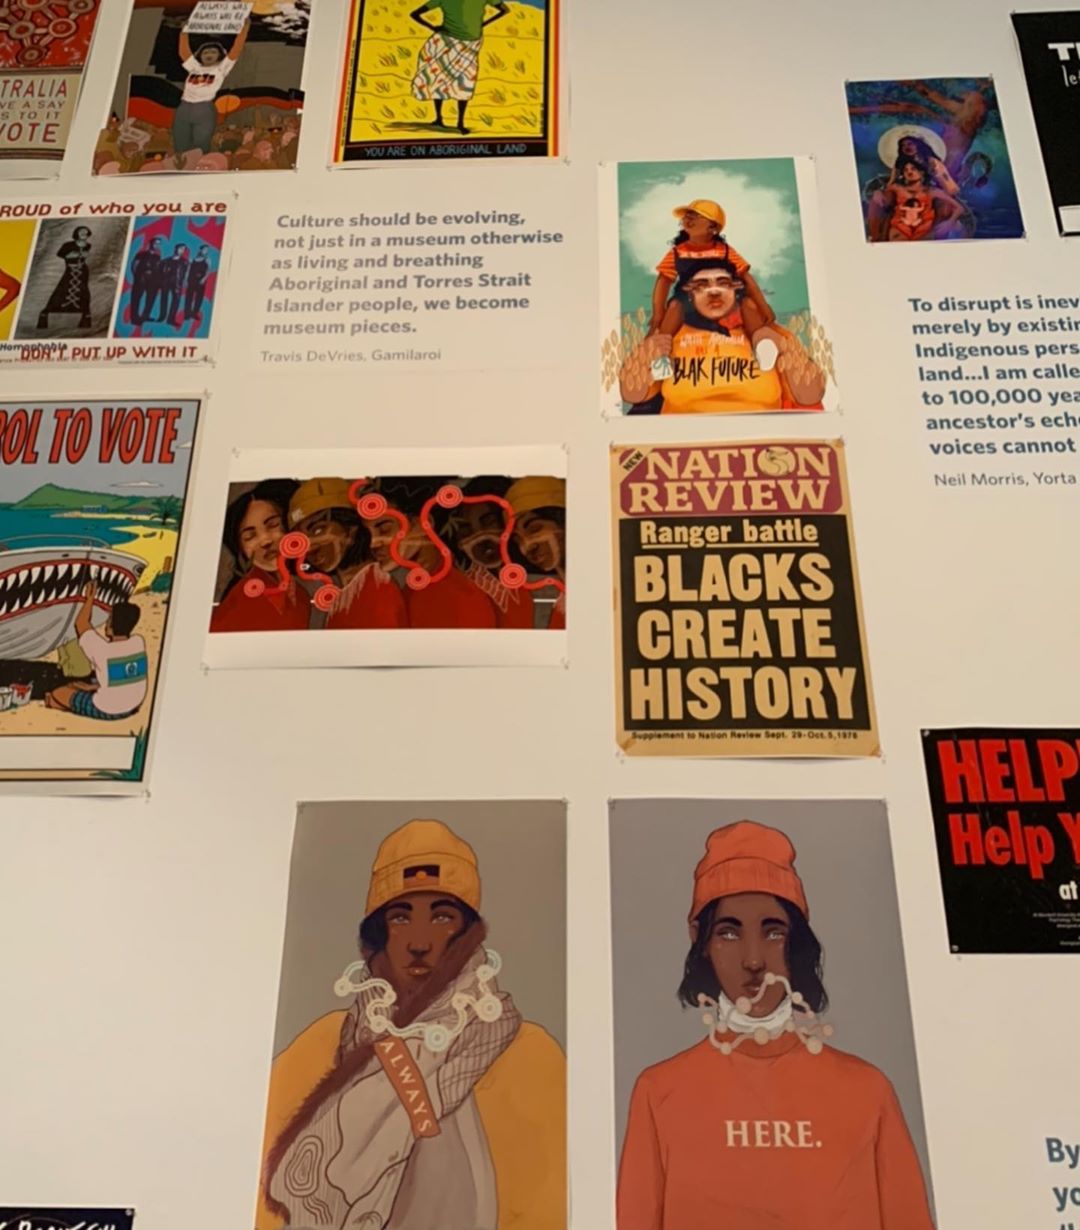 ALWAYS WAS
ALWAYS WILL BE
ABORIGINAL LAND
TRALIA
VE A SAY
S TO IT
VOTE
YOU ARE ON ABORIGINAL LAND
ROUD of who you are
Homophobia
DON'T PUT UP WITH IT
Culture should be evolving,
not just in a museum otherwise
as living and breathing
Aboriginal and Torres Strait
Islander people, we become
museum pieces.
Travis DeVries, Gamilaroi
BLAK FUTURE
To disrupt is inev
merely by existin
Indigenous pers
land...I am calle
to 100,000 yea
ancestor's ech
voices cannot
Neil Morris, Yorta
ROL TO VOTE
NEW
NATION
REVIEW
Ranger battle
BLACKS
CREATE
HISTORY
Supplement to Nation Review Sept. 29-Oct.5,1978
HELP
Help Y
at
ALWAYS
HERE.
By
yo